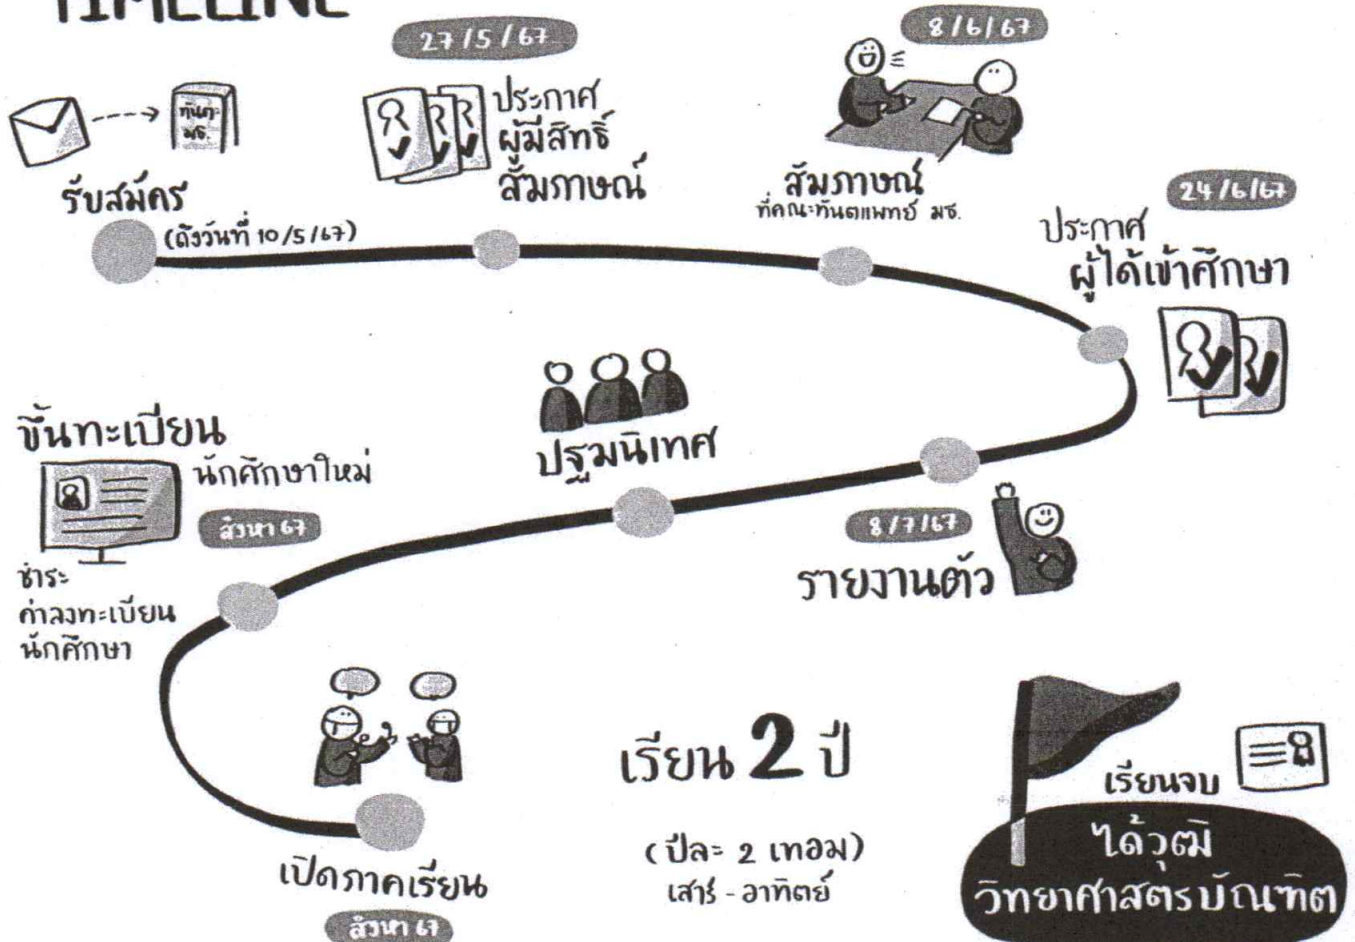 TIMELINE
27/5/67
8/6/67
ทันตะ
มช.
ประกาศ
ผู้มีสิทธิ์
สัมภาษณ์
รับสมัคร
(ถึงวันที่ 10/5/67)
สัมภาษณ์
ที่คณะทันตแพทย์ มช.
24/6/67
ประกาศ
ผู้ได้เข้าศึกษา
ขึ้นทะเบียน
นักศึกษาใหม่
สิงหา 67
ชำระ
ค่าลงทะเบียน
นักศึกษา
ปฐมนิเทศ
8/7/67
รายงานตัว
เปิดภาคเรียน
สิงหา 67
เรียน 2 ปี
(ปีละ 2 เทอม)
เสาร์ - อาทิตย์
เรียนจบ
ได้วุฒิ
วิทยาศาสตรบัณฑิต